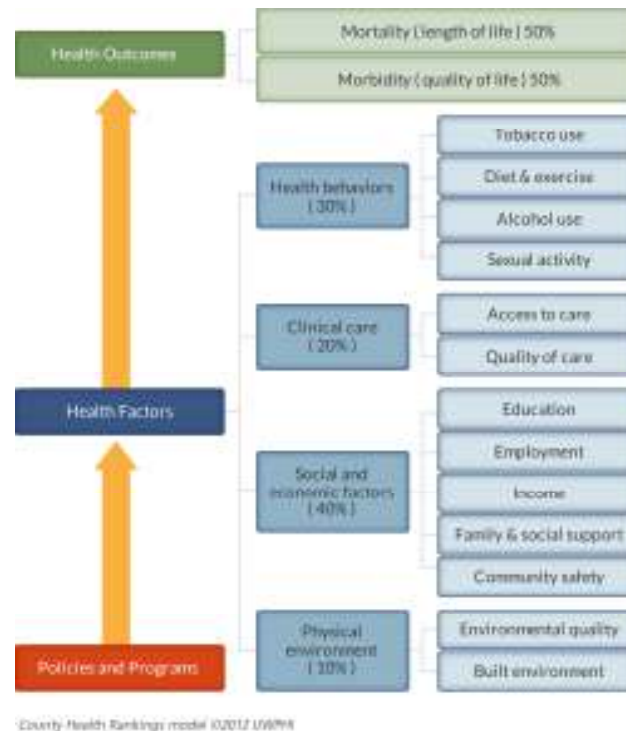 Health Outcomes
Mortality (length of life) 50%
Morbidity (quality of life) 50%
Health behaviors
(30%)
Tobacco use
Diet & exercise
Alcohol use
Sexual activity
Clinical care
(20%)
Access to care
Quality of care
Health Factors
Social and
economic factors
(40%)
Education
Employment
Income
Family & social support
Community safety
Policies and Programs
Physical
environment
(10%)
Environmental quality
Built environment
County Health Rankings model ©2012 UWPHI